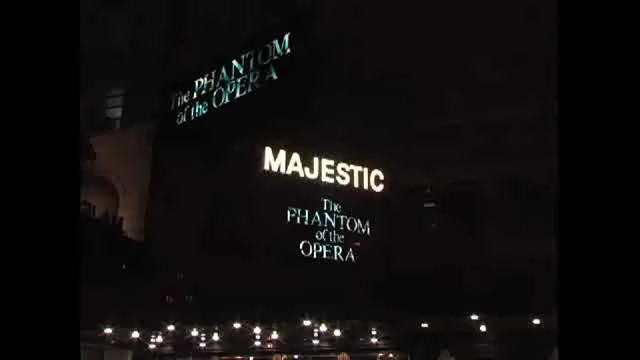 The PHANTOM
of the OPERA
MAJESTIC
The
PHANTOM
of the
OPERA